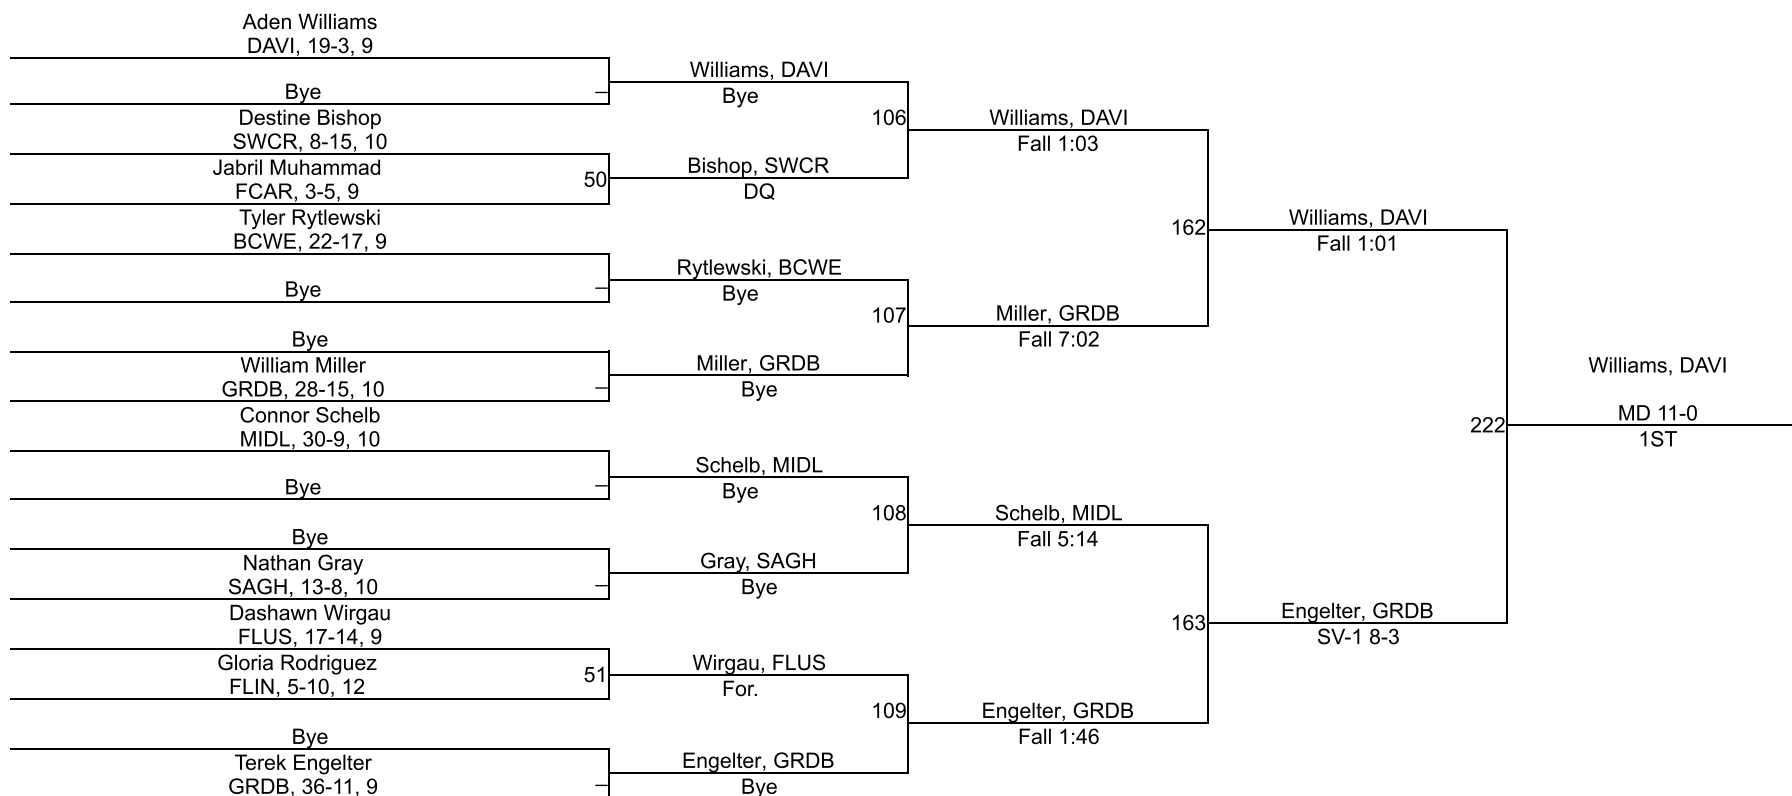 Aden Williams
DAVI, 19-3, 9
Bye
–
Destine Bishop
SWCR, 8-15, 10
Jabril Muhammad
FCAR, 3-5, 9
50
Tyler Rytlewski
BCWE, 22-17, 9
Bye
–
Bye
William Miller
GRDB, 28-15, 10
–
Connor Schelb
MIDL, 30-9, 10
Bye
–
Bye
Nathan Gray
SAGH, 13-8, 10
–
Dashawn Wirgau
FLUS, 17-14, 9
Gloria Rodriguez
FLIN, 5-10, 12
51
Bye
Terek Engelter
GRDB, 36-11, 9
–
Williams, DAVI
Bye
106
Bishop, SWCR
DQ
Rytlewski, BCWE
Bye
107
Miller, GRDB
Bye
Schelb, MIDL
Bye
108
Gray, SAGH
Bye
Wirgau, FLUS
For.
109
Engelter, GRDB
Bye
Williams, DAVI
Fall 1:03
162
Miller, GRDB
Fall 7:02
Schelb, MIDL
Fall 5:14
163
Engelter, GRDB
Fall 1:46
Williams, DAVI
Fall 1:01
222
Engelter, GRDB
SV-1 8-3
Williams, DAVI
MD 11-0
1ST